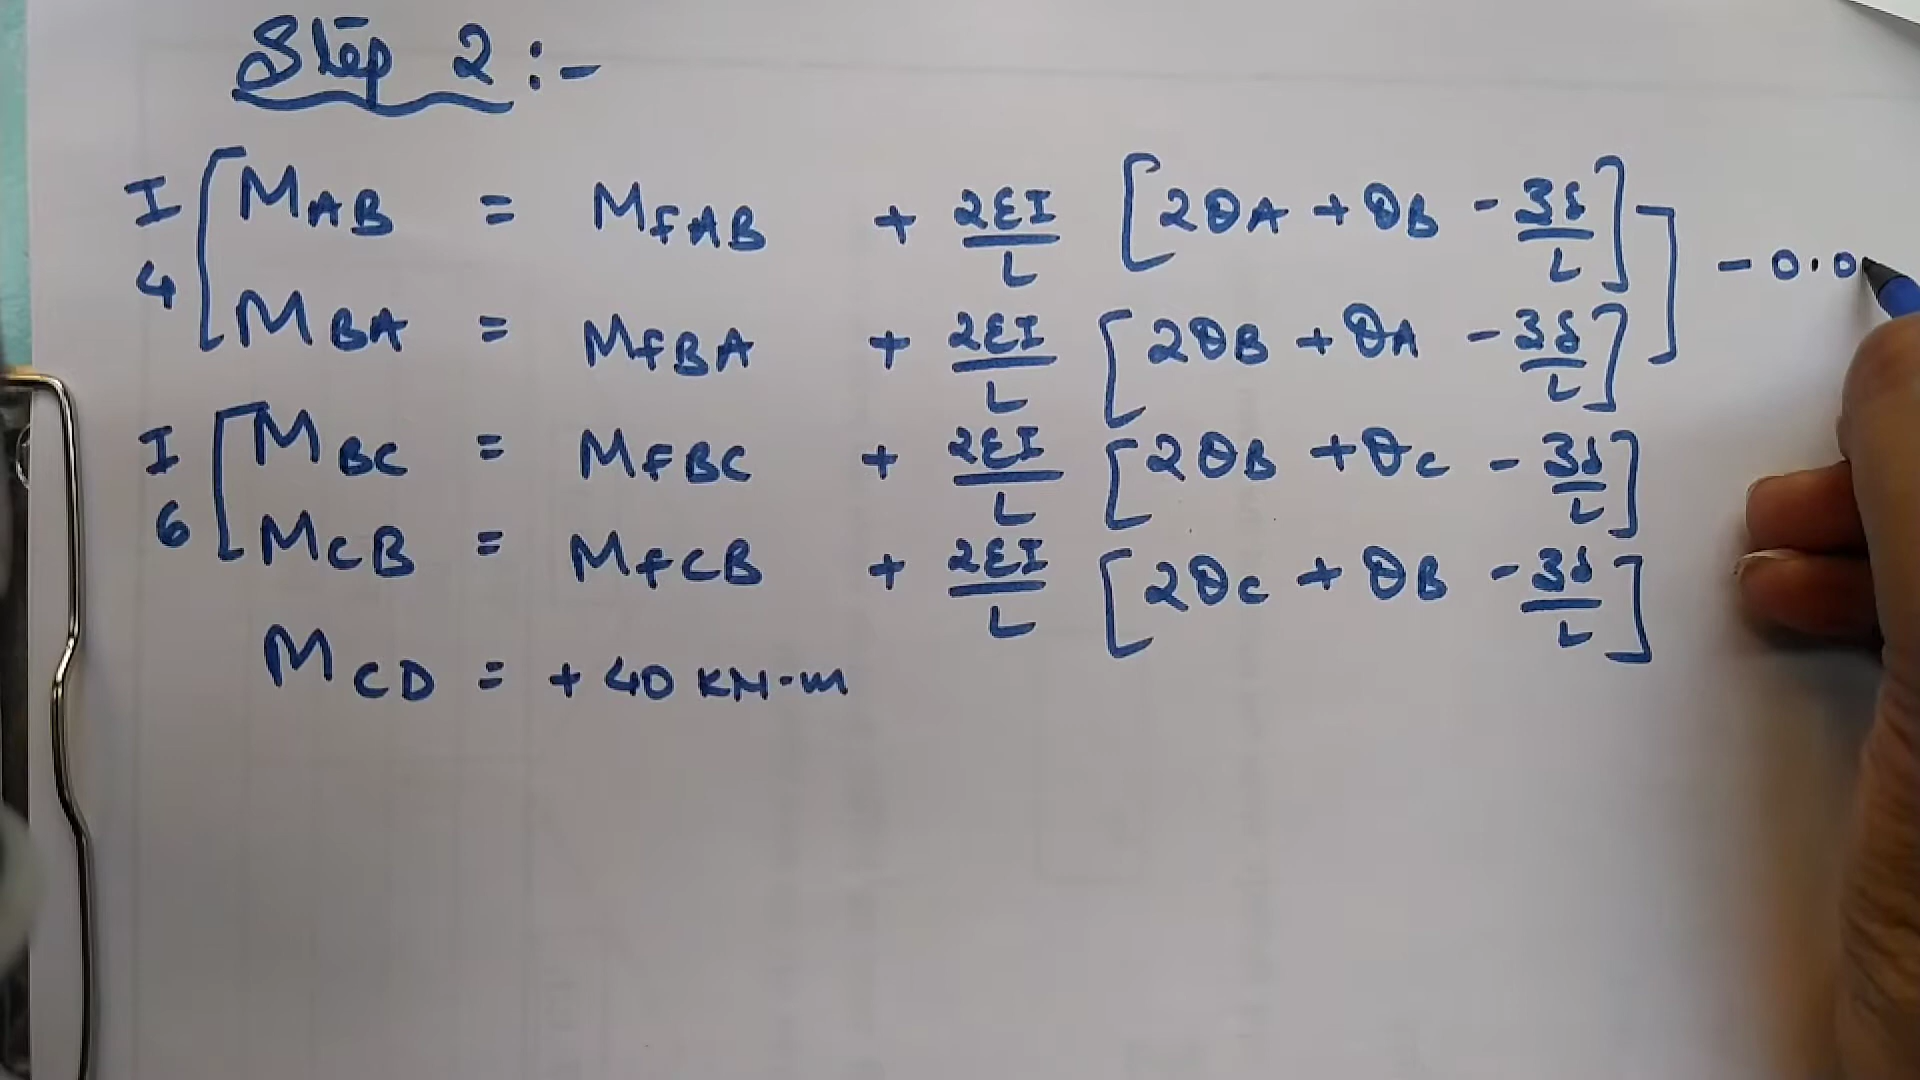 Step 2 :-
I [ MAB = MFAB + 2EI/L [2θA + θB - 3δ/L] ] - 0.0
4 [ MBA = MFBA + 2EI/L [2θB + θA - 3δ/L] ]
I [ MBC = MFBC + 2EI/L [2θB + θC - 3δ/L]
6 [ MCB = MFCB + 2EI/L [2θC + θB - 3δ/L]
MCD = + 40 KN-m